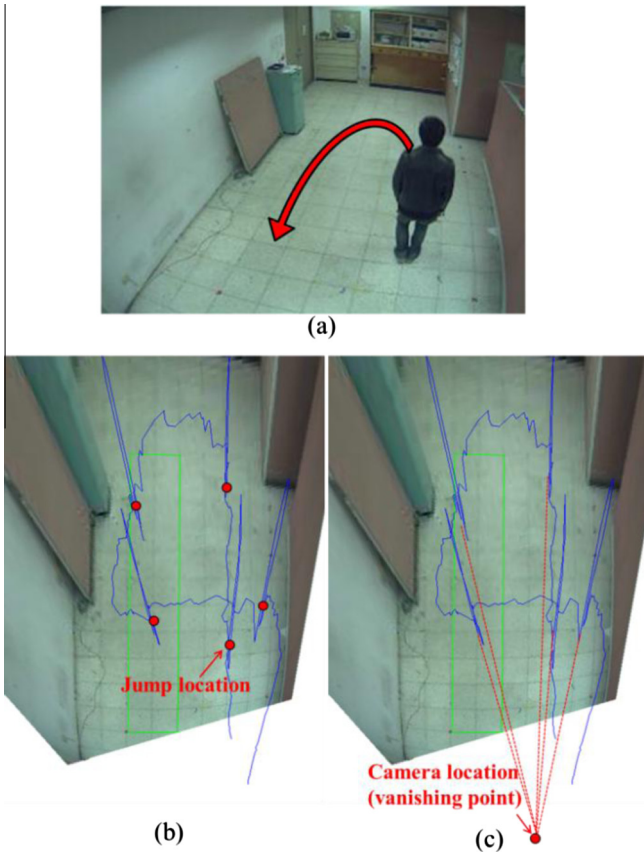 (a)
Jump location
Camera location
(vanishing point)
(b)
(c)